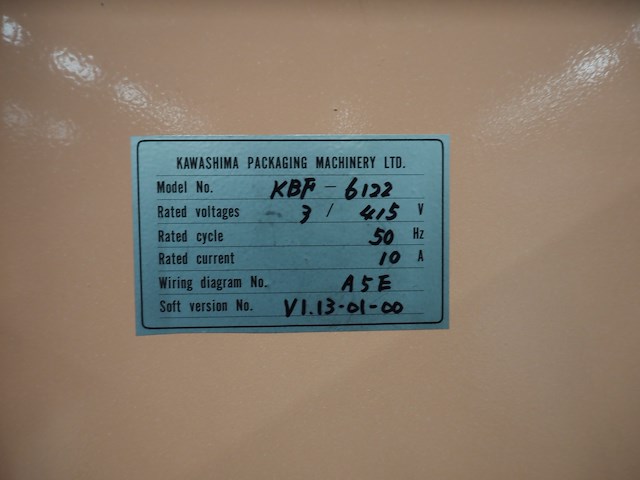 KAWASHIMA PACKAGING MACHINERY LTD.
Model No. KBF-6122
Rated voltages 3 / 415 V
Rated cycle 50 Hz
Rated current 10 A
Wiring diagram No. A5E
Soft version No. V1.13-01-00